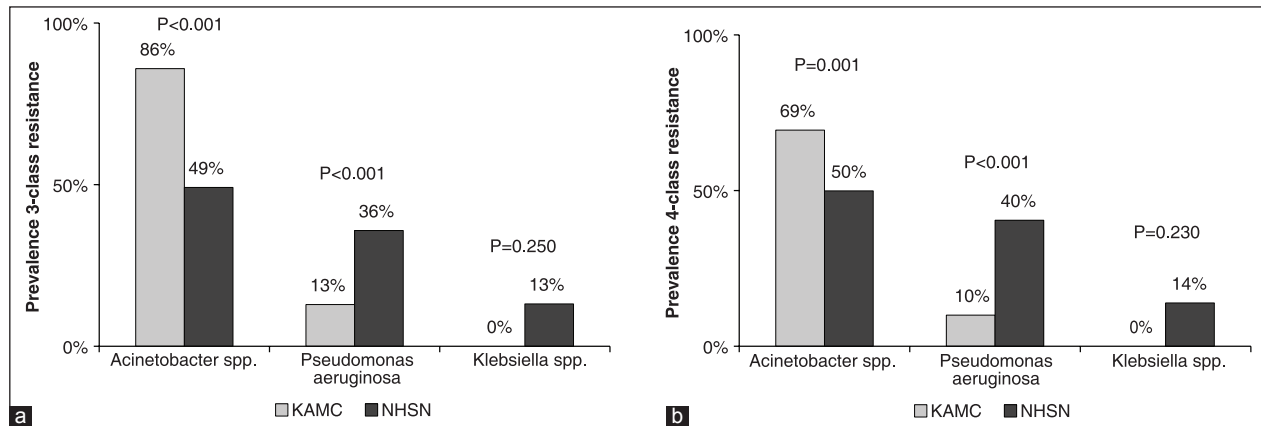 Prevalence 3-class resistance
100%
50%
0%
P<0.001
86%
49%
P<0.001
13%
36%
P=0.250
0%
13%
Acinetobacter spp.
Pseudomonas
aeruginosa
Klebsiella spp.
KAMC NHSN
a
Prevalence 4-class resistance
100%
50%
0%
P=0.001
69%
50%
P<0.001
10%
40%
P=0.230
0%
14%
Acinetobacter spp.
Pseudomonas
aeruginosa
Klebsiella spp.
KAMC NHSN
b